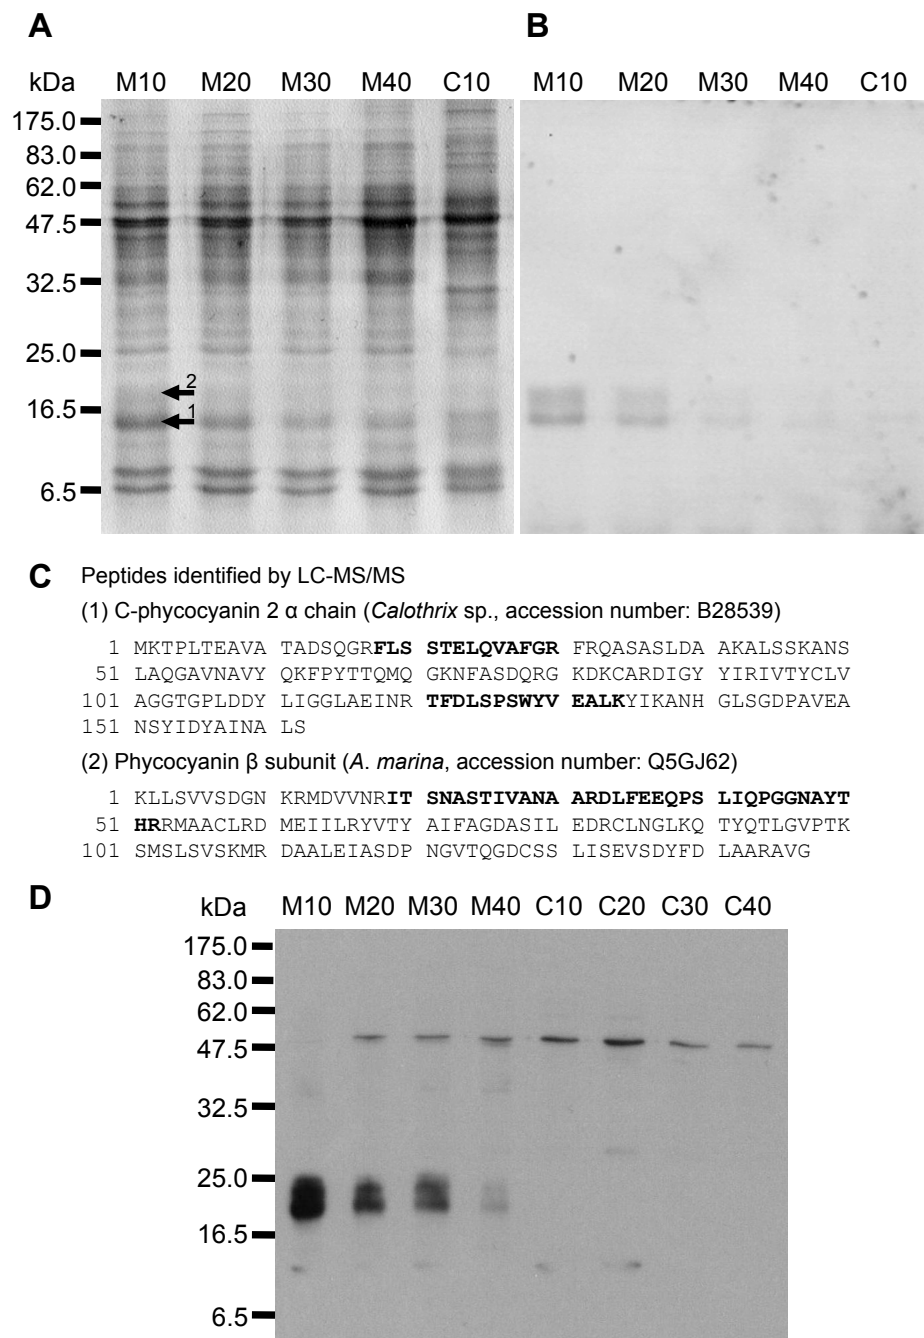 A
B
kDa M10 M20 M30 M40 C10 M10 M20 M30 M40 C10
175.0
83.0
62.0
47.5
32.5
25.0
2
16.5
1
6.5
C Peptides identified by LC-MS/MS
(1) C-phycocyanin 2 α chain (Calothrix sp., accession number: B28539)
1 MKTPLTEAVA TADSQGRFLS STELQVAFGR FRQASASLDA AKALSSKANS
51 LAQGAVNAVY QKFPYTTQMQ GKNFASDQRG KDKCARDIGY YIRIVTYCLV
101 AGGTGPLDDY LIGGLAEINR TFDLSPSWYV EALKYIKANH GLSGDPAVEA
151 NSYIDYAINA LS
(2) Phycocyanin β subunit (A. marina, accession number: Q5GJ62)
1 KLLSVVSDGN KRMDVVNRIT SNASTIVANA ARDLFEEQPS LIQPGGNAYT
51 HRRMAACLRD MEIILRYVTY AIFAGDASIL EDRCLNGLKQ TYQTLGVPTK
101 SMSLSVSKMR DAALEIASDP NGVTQGDCSS LISEVSDYFD LAARAVG
D
kDa M10 M20 M30 M40 C10 C20 C30 C40
175.0
83.0
62.0
47.5
32.5
25.0
16.5
6.5